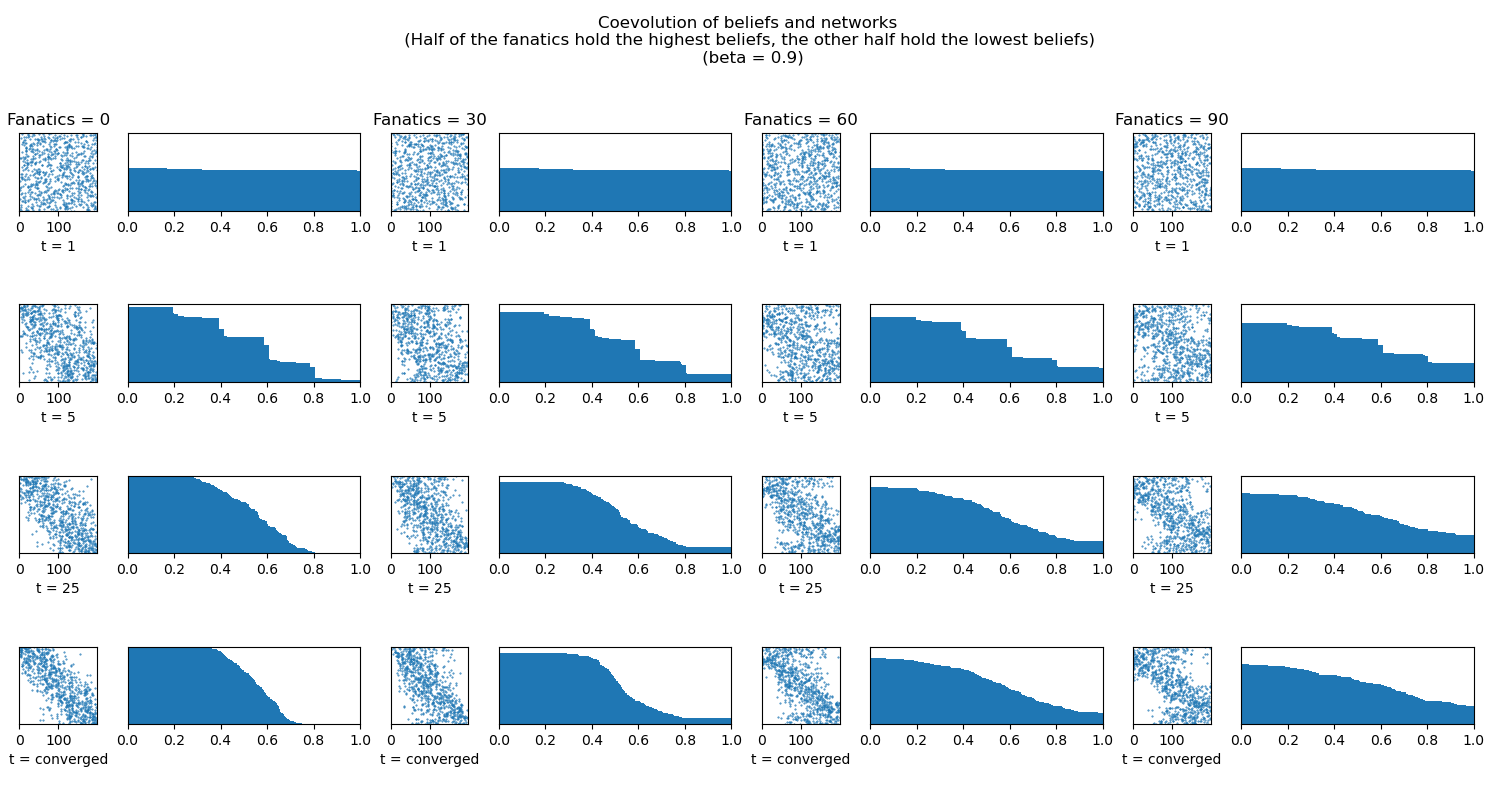 Coevolution of beliefs and networks
(Half of the fanatics hold the highest beliefs, the other half hold the lowest beliefs)
(beta = 0.9)
Fanatics = 0 Fanatics = 30 Fanatics = 60 Fanatics = 90
0 100 0.0 0.2 0.4 0.6 0.8 1.0 0 100 0.0 0.2 0.4 0.6 0.8 1.0 0 100 0.0 0.2 0.4 0.6 0.8 1.0 0 100 0.0 0.2 0.4 0.6 0.8 1.0
t = 1 t = 1 t = 1 t = 1
0 100 0.0 0.2 0.4 0.6 0.8 1.0 0 100 0.0 0.2 0.4 0.6 0.8 1.0 0 100 0.0 0.2 0.4 0.6 0.8 1.0 0 100 0.0 0.2 0.4 0.6 0.8 1.0
t = 5 t = 5 t = 5 t = 5
0 100 0.0 0.2 0.4 0.6 0.8 1.0 0 100 0.0 0.2 0.4 0.6 0.8 1.0 0 100 0.0 0.2 0.4 0.6 0.8 1.0 0 100 0.0 0.2 0.4 0.6 0.8 1.0
t = 25 t = 25 t = 25 t = 25
0 100 0.0 0.2 0.4 0.6 0.8 1.0 0 100 0.0 0.2 0.4 0.6 0.8 1.0 0 100 0.0 0.2 0.4 0.6 0.8 1.0 0 100 0.0 0.2 0.4 0.6 0.8 1.0
t = converged t = converged t = converged t = converged